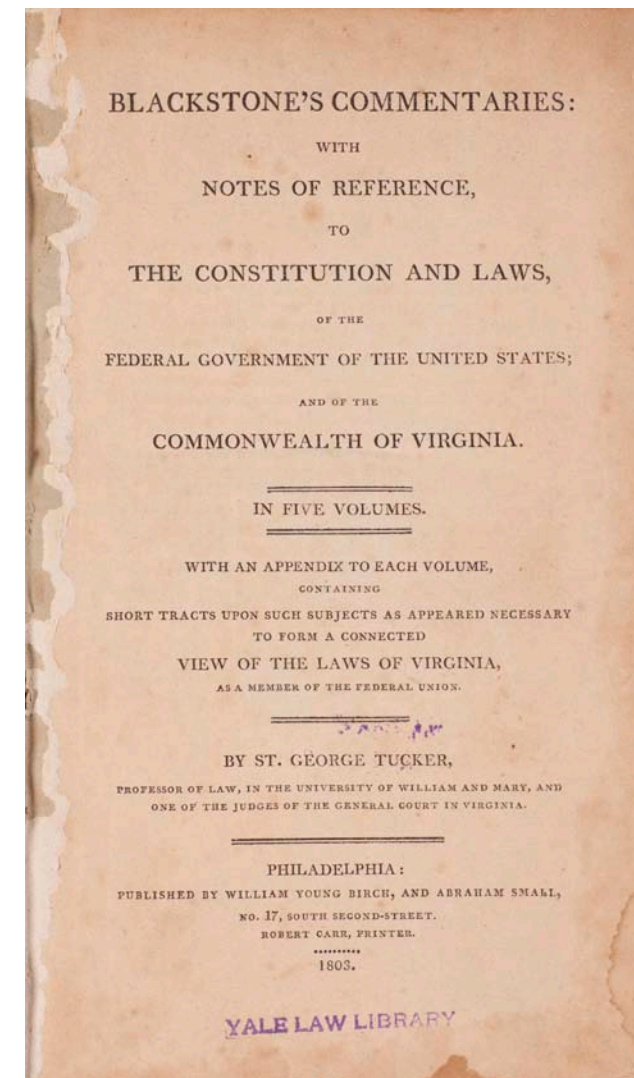 BLACKSTONE'S COMMENTARIES:
WITH
NOTES OF REFERENCE,
TO
THE CONSTITUTION AND LAWS,
OF THE
FEDERAL GOVERNMENT OF THE UNITED STATES;
AND OF THE
COMMONWEALTH OF VIRGINIA.
IN FIVE VOLUMES.
WITH AN APPENDIX TO EACH VOLUME,
CONTAINING
SHORT TRACTS UPON SUCH SUBJECTS AS APPEARED NECESSARY
TO FORM A CONNECTED
VIEW OF THE LAWS OF VIRGINIA,
AS A MEMBER OF THE FEDERAL UNION.
BY ST. GEORGE TUCKER,
PROFESSOR OF LAW, IN THE UNIVERSITY OF WILLIAM AND MARY, AND
ONE OF THE JUDGES OF THE GENERAL COURT IN VIRGINIA.
PHILADELPHIA:
PUBLISHED BY WILLIAM YOUNG BIRCH, AND ABRAHAM SMALL,
NO. 17, SOUTH SECOND-STREET.
ROBERT CARR, PRINTER.
1803.
YALE LAW LIBRARY